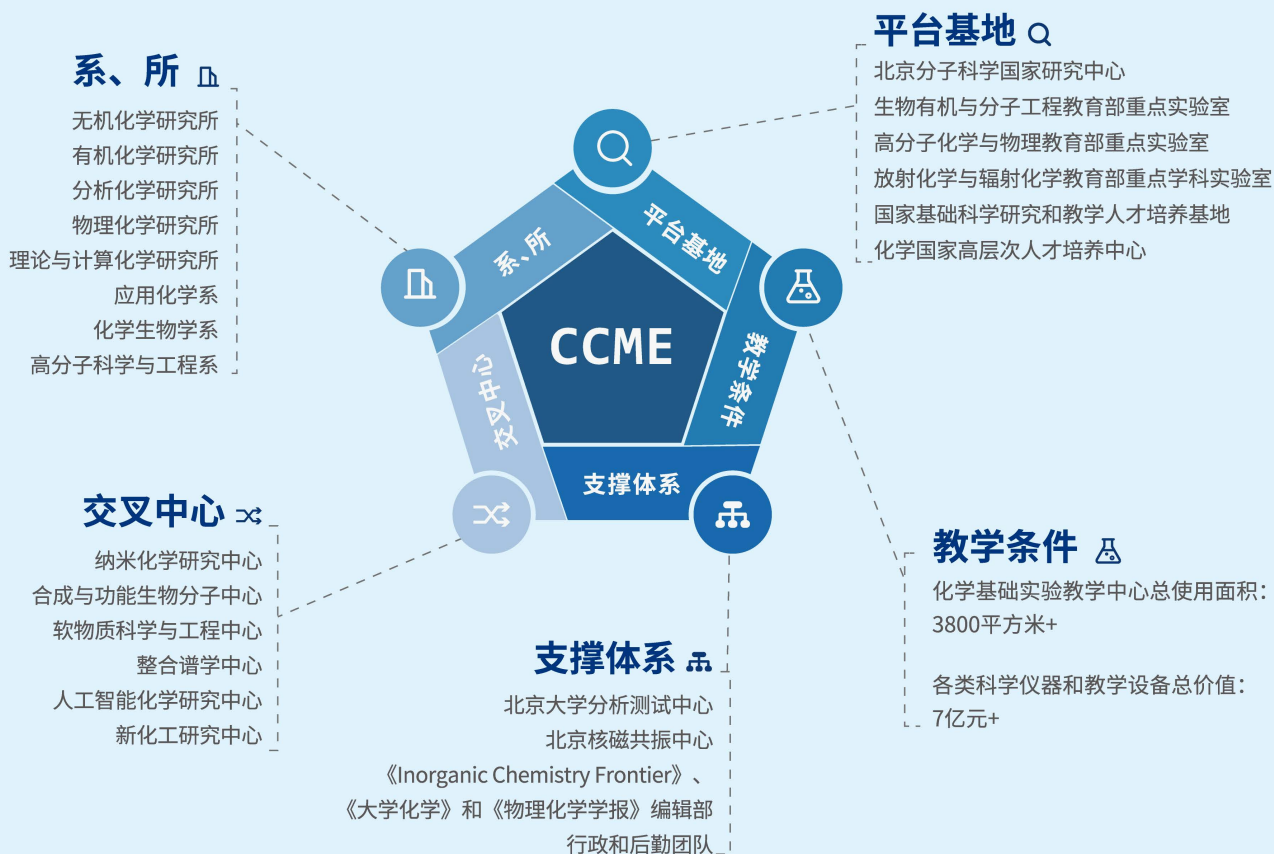 系、所
无机化学研究所
有机化学研究所
分析化学研究所
物理化学研究所
理论与计算化学研究所
应用化学系
化学生物学系
高分子科学与工程系
平台基地
北京分子科学国家研究中心
生物有机与分子工程教育部重点实验室
高分子化学与物理教育部重点实验室
放射化学与辐射化学教育部重点学科实验室
国家基础科学研究和教学人才培养基地
化学国家高层次人才培养中心
系、所
平台基地
CCME
教学条件
交叉中心
支撑体系
交叉中心
纳米化学研究中心
合成与功能生物分子中心
软物质科学与工程中心
整合谱学中心
人工智能化学研究中心
新化工研究中心
支撑体系
北京大学分析测试中心
北京核磁共振中心
《Inorganic Chemistry Frontier》、
《大学化学》和《物理化学学报》编辑部
行政和后勤团队
教学条件
化学基础实验教学中心总使用面积：
3800平方米+
各类科学仪器和教学设备总价值：
7亿元+